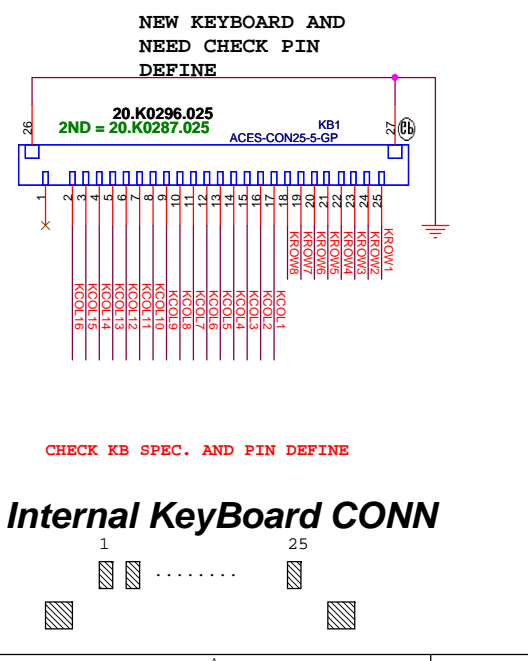 NEW KEYBOARD AND
NEED CHECK PIN
DEFINE
20.K0296.025
2ND = 20.K0287.025
KB1
ACES-CON25-5-GP
26
27
1
2
3
4
5
6
7
8
9
10
11
12
13
14
15
16
17
18
19
20
21
22
23
24
25
KCOL16
KCOL15
KCOL14
KCOL13
KCOL12
KCOL11
KCOL10
KCOL9
KCOL8
KCOL7
KCOL6
KCOL5
KCOL4
KCOL3
KCOL2
KCOL1
KROW8
KROW7
KROW6
KROW5
KROW4
KROW3
KROW2
KROW1
CHECK KB SPEC. AND PIN DEFINE
Internal KeyBoard CONN
1 25
........